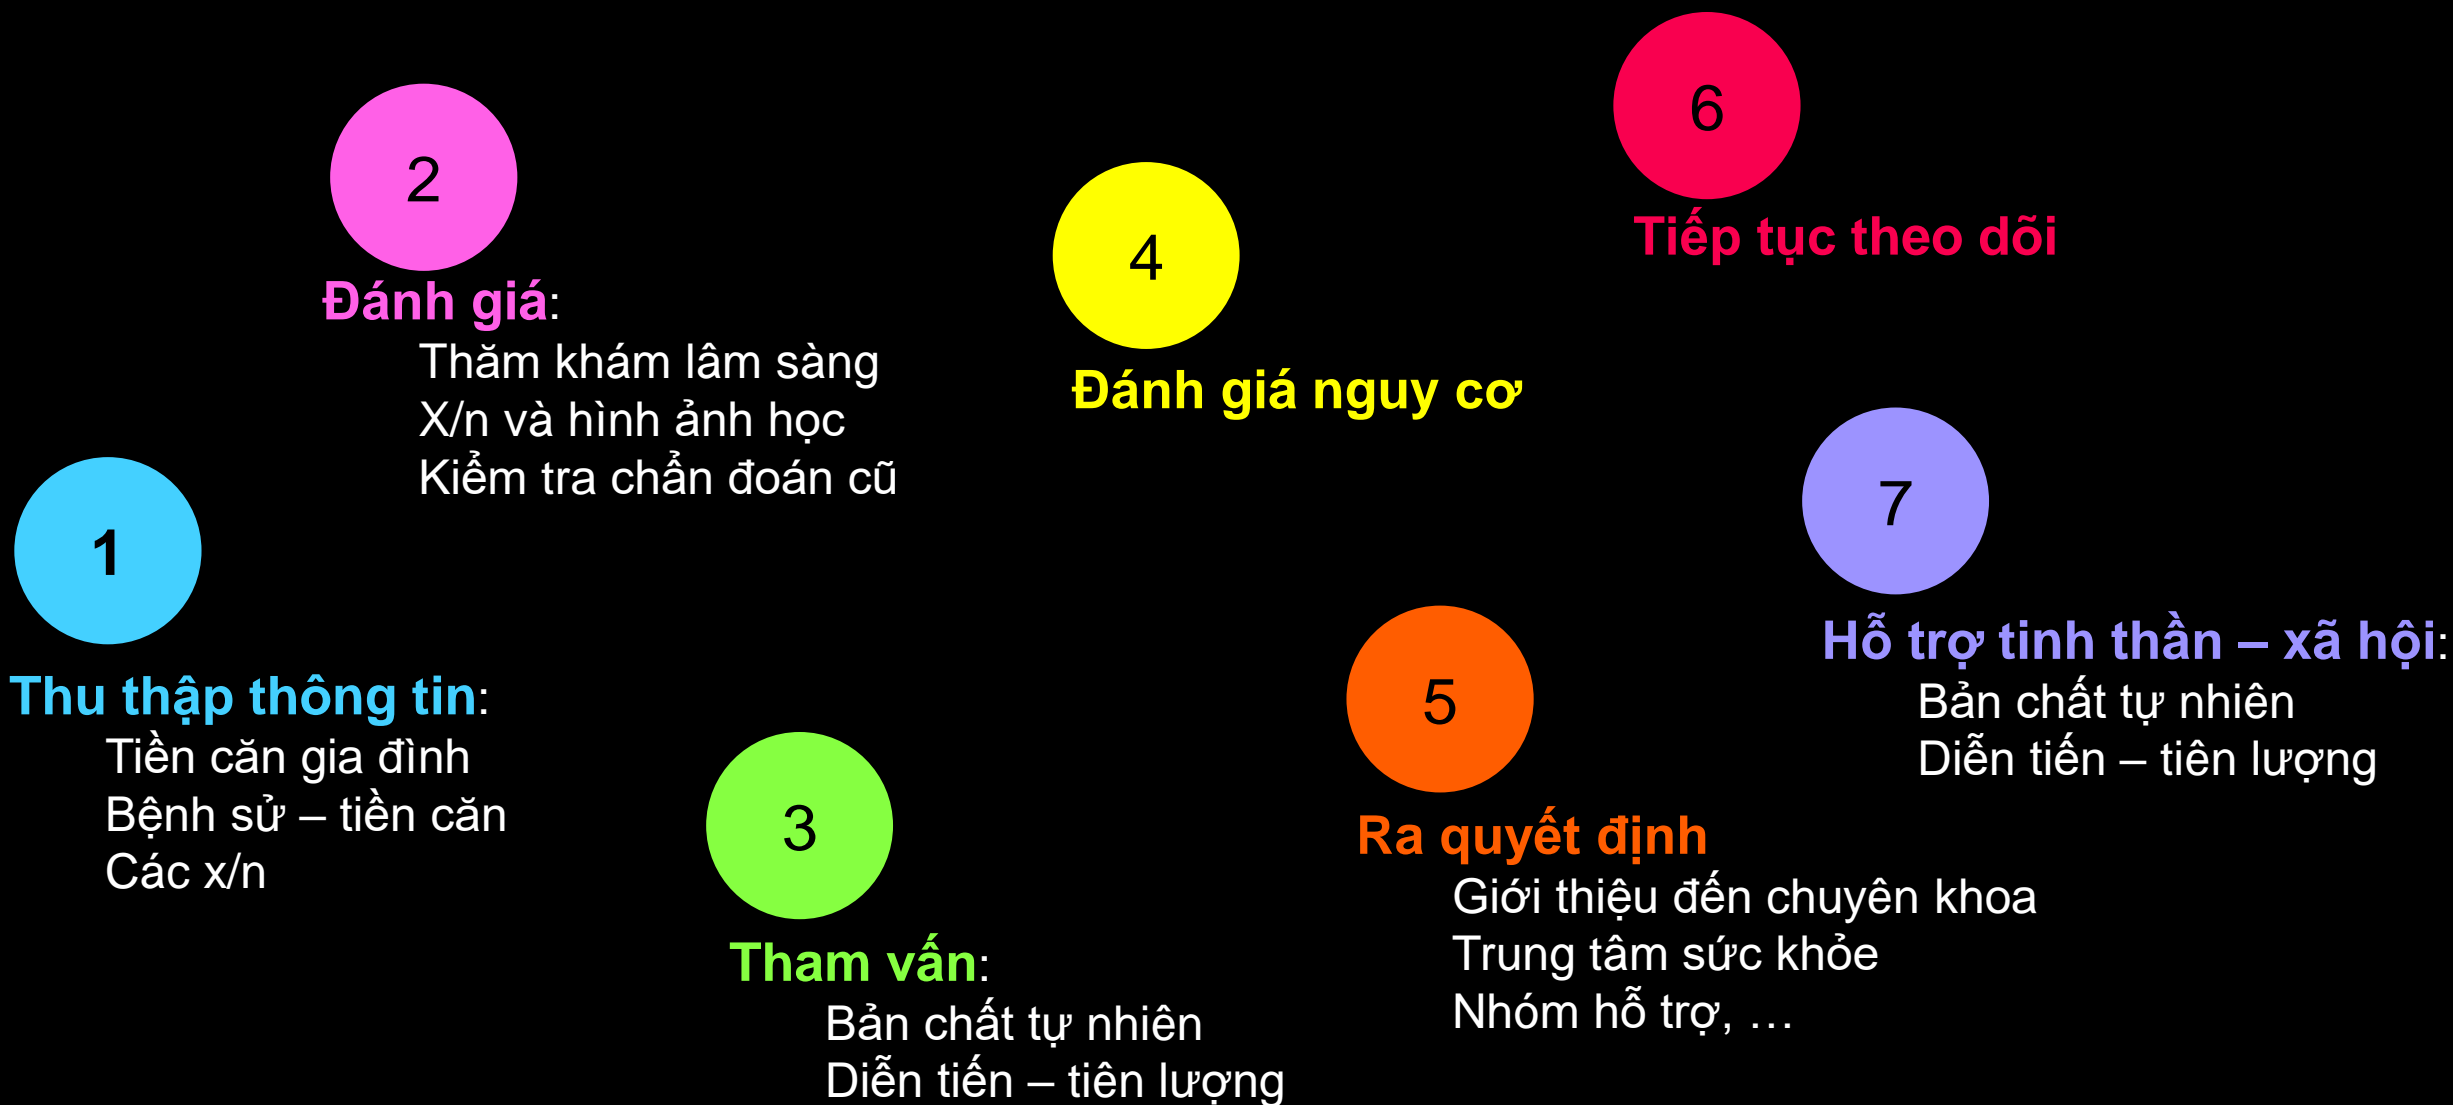 1
Thu thập thông tin:
Tiền căn gia đình
Bệnh sử – tiền căn
Các x/n
2
Đánh giá:
Thăm khám lâm sàng
X/n và hình ảnh học
Kiểm tra chẩn đoán cũ
3
Tham vấn:
Bản chất tự nhiên
Diễn tiến – tiên lượng
4
Đánh giá nguy cơ
5
Ra quyết định
Giới thiệu đến chuyên khoa
Trung tâm sức khỏe
Nhóm hỗ trợ, …
6
Tiếp tục theo dõi
7
Hỗ trợ tinh thần – xã hội:
Bản chất tự nhiên
Diễn tiến – tiên lượng